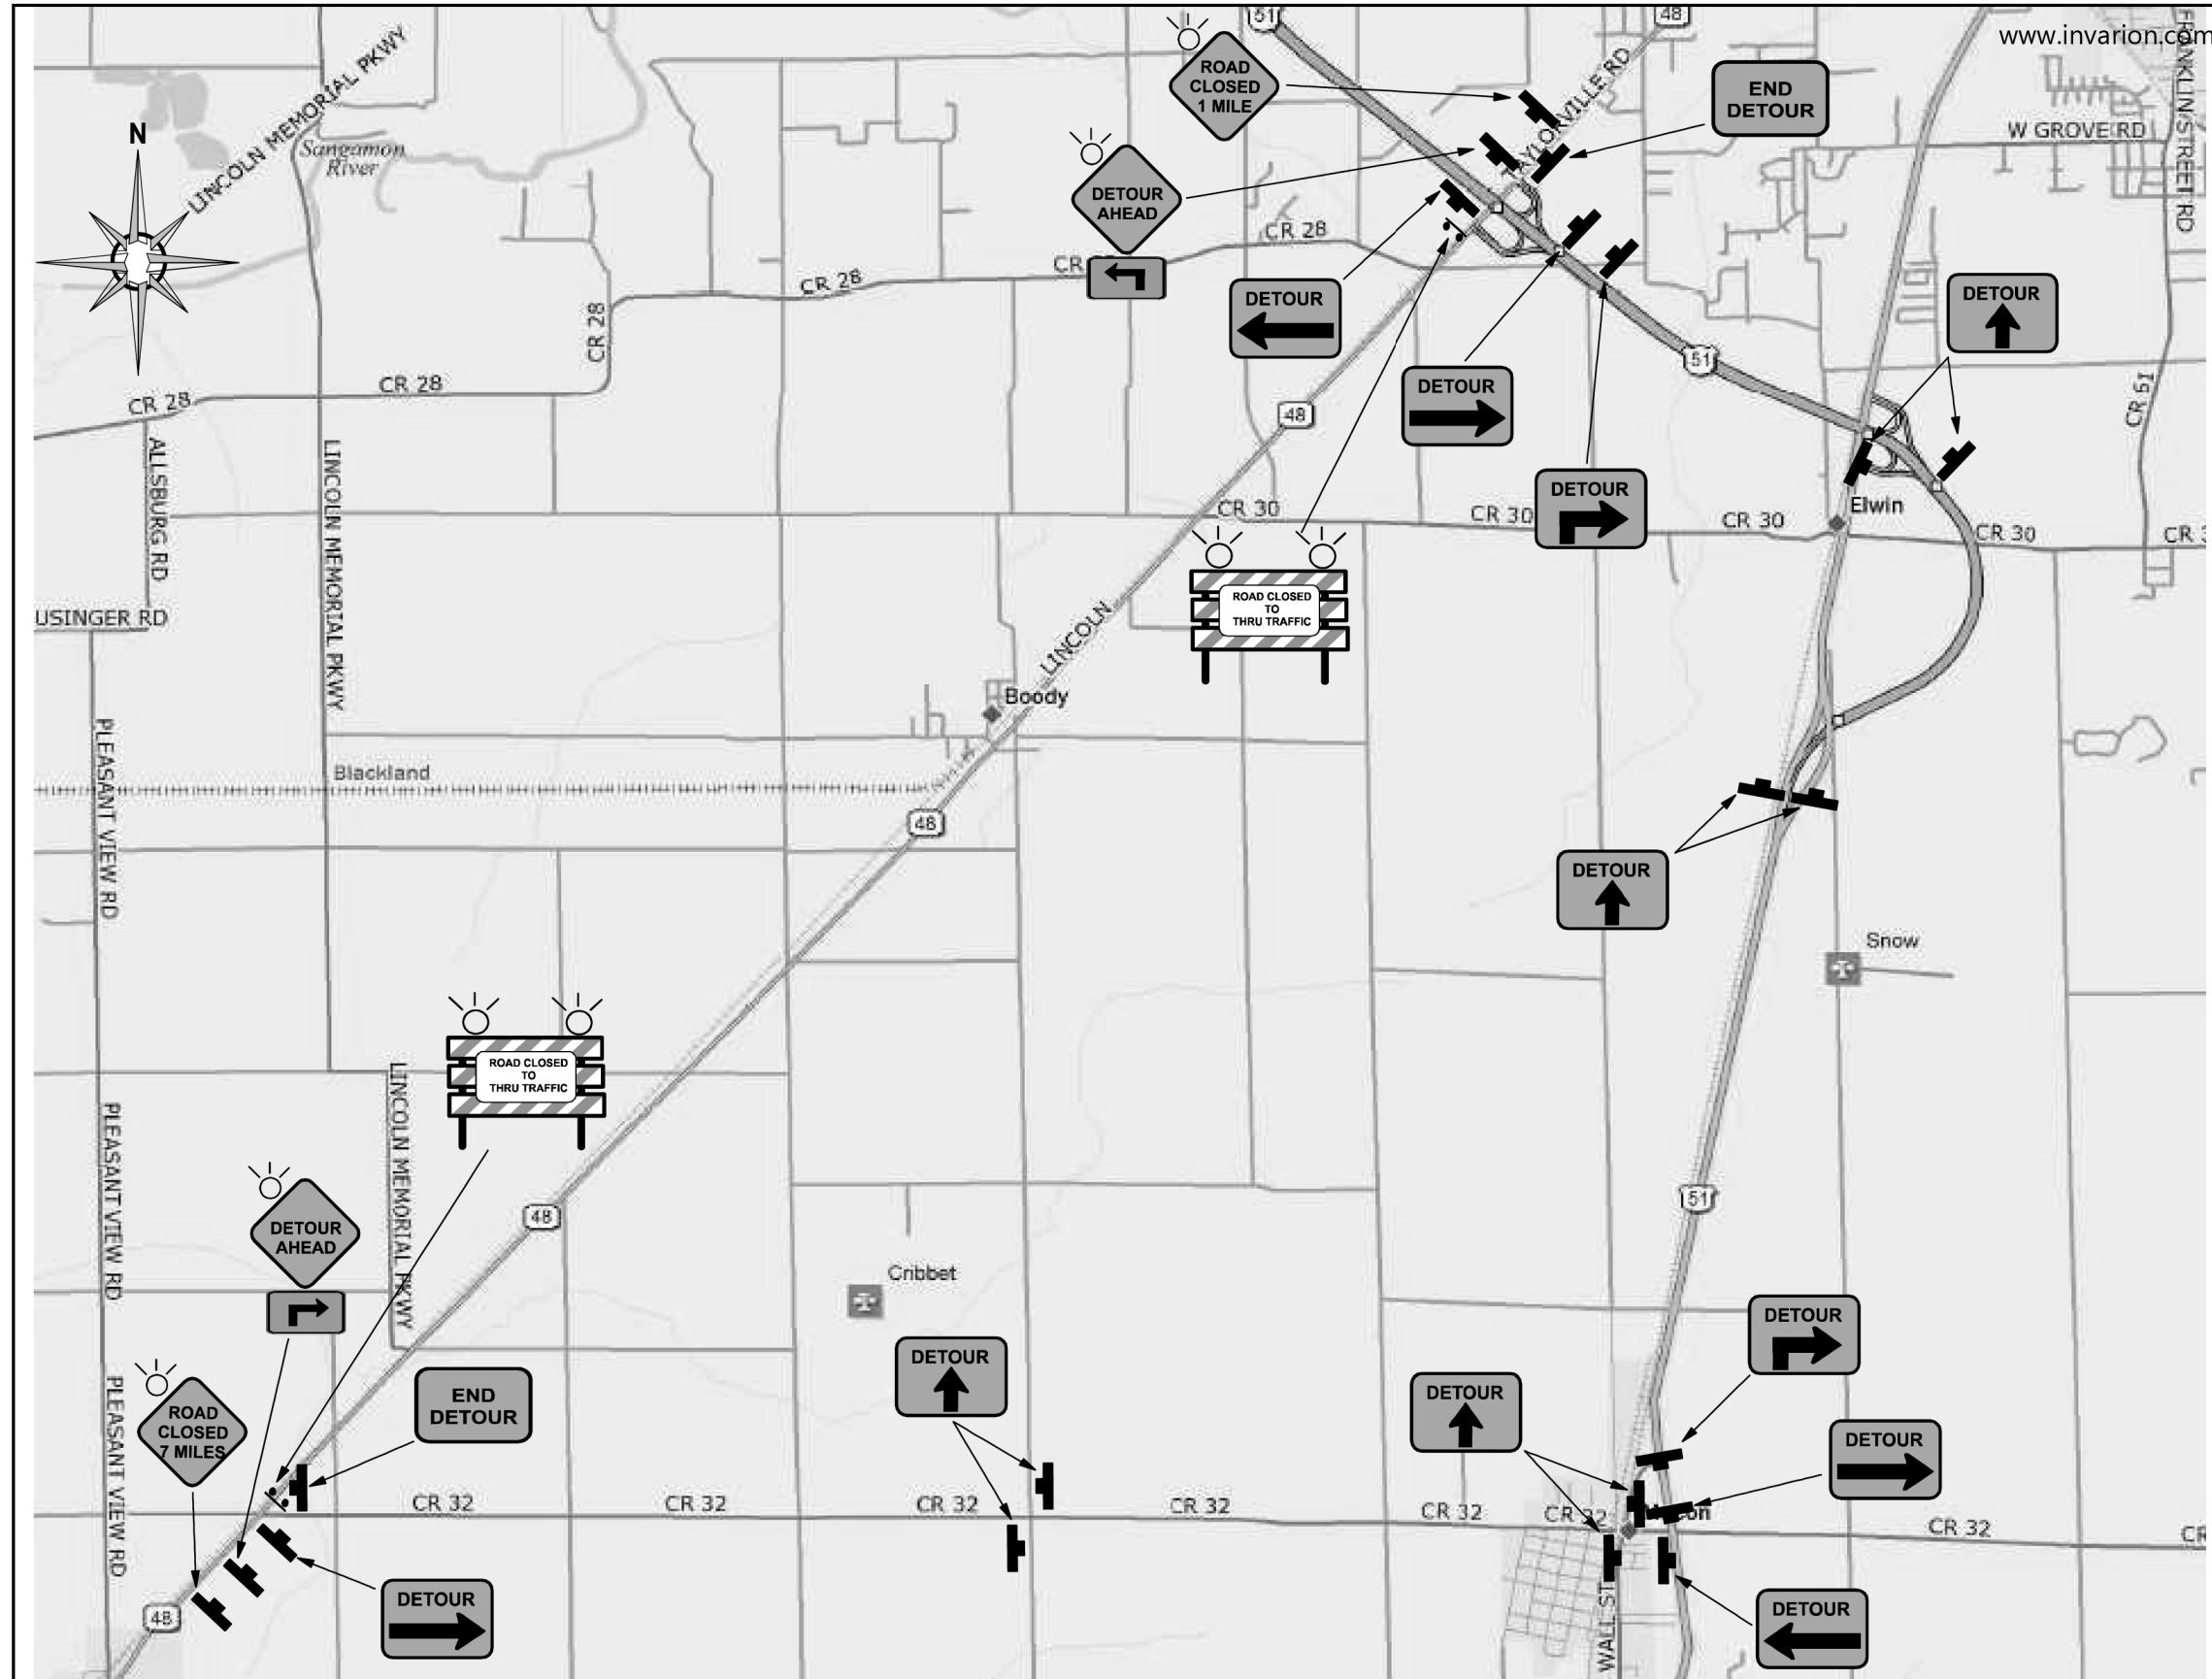 51
48
www.invarion.com
FRANKLIN/STREET RD
LINCOLN MEMORIAL PKWY
ROAD
CLOSED
1 MILE
TAYLORVILLE RD
END
DETOUR
W GROVE RD
N
Sangamon
River
DETOUR
AHEAD
CR 28
CR 28
CR
CR 28
CR 28
CR 28
DETOUR
DETOUR
DETOUR
51
CR 61
48
DETOUR
ALLSBURG RD
LINCOLN MEMORIAL PKWY
CR 30
CR 30
CR 30
Elwin
CR 30
CR 3
USINGER RD
ROAD CLOSED
TO
THRU TRAFFIC
LINCOLN
Boody
PLEASANT VIEW RD
Blackland
48
DETOUR
Snow
ROAD CLOSED
TO
THRU TRAFFIC
LINCOLN MEMORIAL PKWY
PLEASANT VIEW RD
DETOUR
AHEAD
48
51
Cribbet
DETOUR
ROAD
CLOSED
7 MILES
END
DETOUR
DETOUR
DETOUR
DETOUR
PLEASANT VIEW RD
CR 32
CR 32
CR 32
CR 32
CR 32
CR 32
CR 32
CR
48
DETOUR
WALL ST
DETOUR